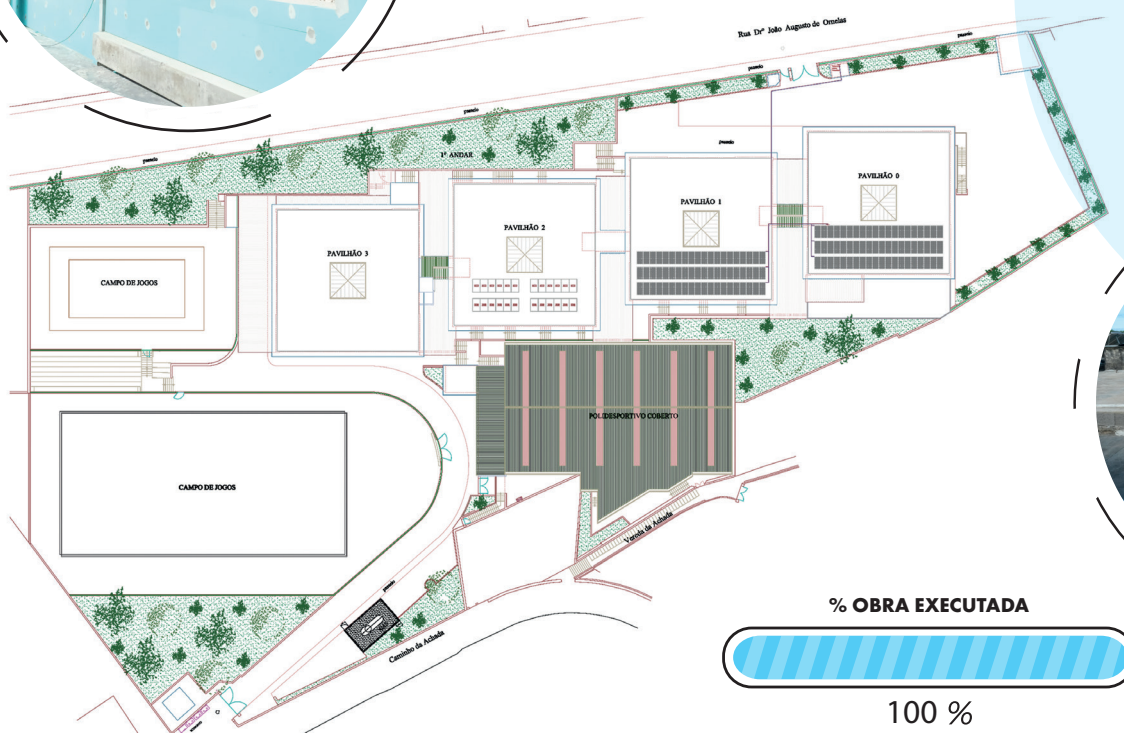 Rua Drº João Augusto de Ornelas
passeio
passeio
passeio
passeio
passeio
passeio
1º ANDAR
PAVILHÃO 0
PAVILHÃO 1
PAVILHÃO 2
PAVILHÃO 3
CAMPO DE JOGOS
POLIDESPORTIVO COBERTO
CAMPO DE JOGOS
Vereda da Achada
passeio
Caminho da Achada
% OBRA EXECUTADA
100 %